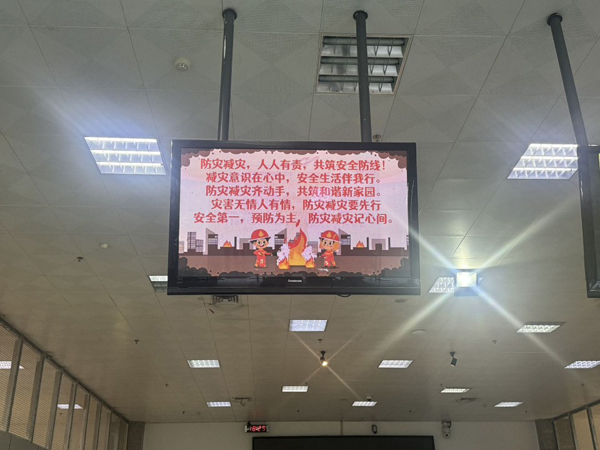 防灾减灾，人人有责，共筑安全防线！
减灾意识在心中，安全生活伴我行。
防灾减灾齐动手，共筑和谐新家园。
灾害无情人有情，防灾减灾要先行
安全第一，预防为主，防灾减灾记心间。